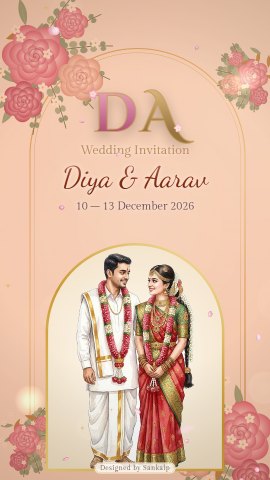 DA
Wedding Invitation
Diya & Aarav
10 — 13 December 2026
Designed by Sankalp